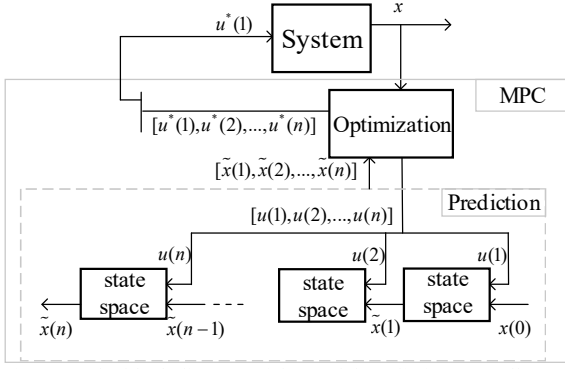 x
u*(1)
System
MPC
[u*(1),u*(2),...,u*(n)]
Optimization
[x̃(1),x̃(2),...,x̃(n)]
Prediction
[u(1),u(2),...,u(n)]
u(n)
u(2)
u(1)
state
space
state
space
state
space
x̃(n)
x̃(n−1)
x̃(1)
x(0)